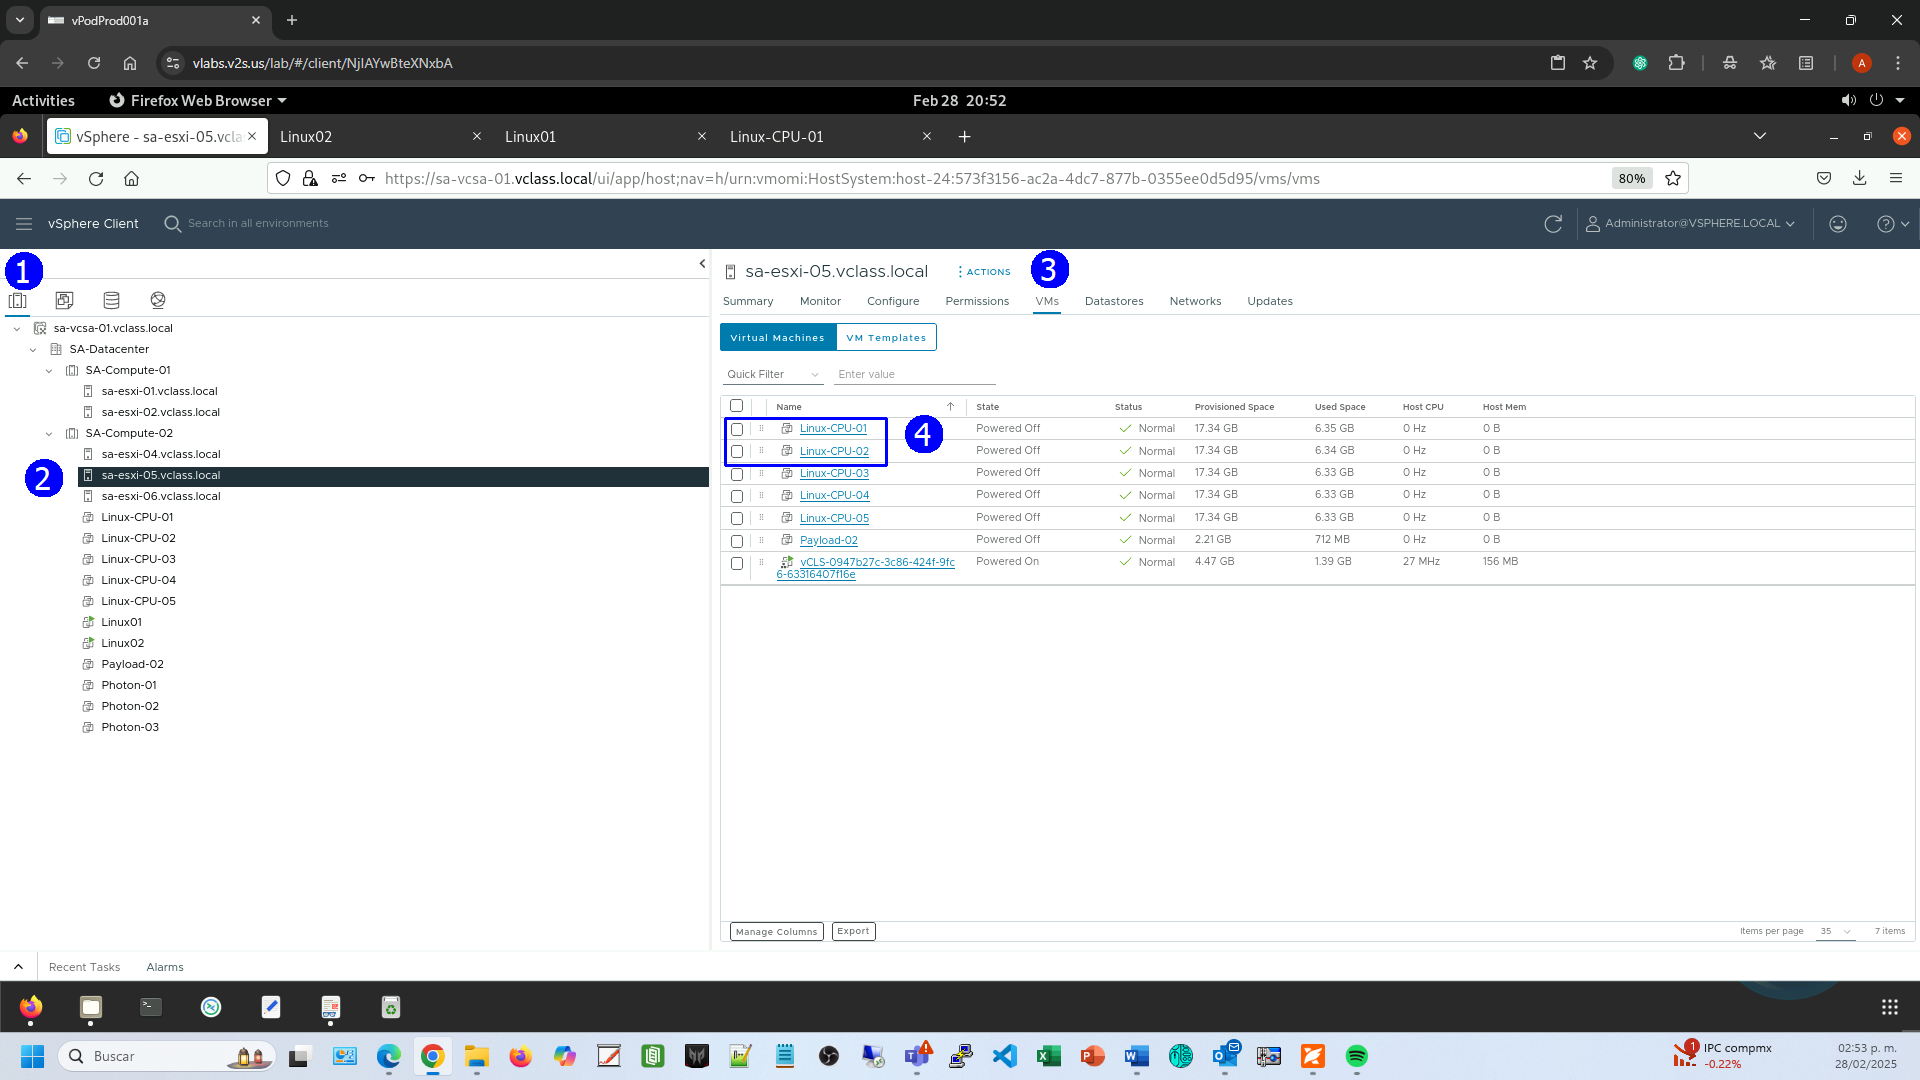 vPodProd001a
vlabs.v2s.us/lab/#/client/NjIAYwBteXNxbA
A
Activities
Firefox Web Browser
Feb 28 20:52
vSphere - sa-esxi-05.vcla
Linux02
Linux01
Linux-CPU-01
https://sa-vcsa-01.vclass.local/ui/app/host;nav=h/urn:vmomi:HostSystem:host-24:573f3156-ac2a-4dc7-877b-0355ee0d5d95/vms/vms
80%
vSphere Client
Search in all environments
Administrator@VSPHERE.LOCAL
1
sa-vcsa-01.vclass.local
SA-Datacenter
SA-Compute-01
sa-esxi-01.vclass.local
sa-esxi-02.vclass.local
SA-Compute-02
sa-esxi-04.vclass.local
2
sa-esxi-05.vclass.local
sa-esxi-06.vclass.local
Linux-CPU-01
Linux-CPU-02
Linux-CPU-03
Linux-CPU-04
Linux-CPU-05
Linux01
Linux02
Payload-02
Photon-01
Photon-02
Photon-03
sa-esxi-05.vclass.local
ACTIONS
3
Summary Monitor Configure Permissions VMs Datastores Networks Updates
Virtual Machines VM Templates
Quick Filter Enter value
Name State Status Provisioned Space Used Space Host CPU Host Mem
Linux-CPU-01 Powered Off Normal 17.34 GB 6.35 GB 0 Hz 0 B
4
Linux-CPU-02 Powered Off Normal 17.34 GB 6.34 GB 0 Hz 0 B
Linux-CPU-03 Powered Off Normal 17.34 GB 6.33 GB 0 Hz 0 B
Linux-CPU-04 Powered Off Normal 17.34 GB 6.33 GB 0 Hz 0 B
Linux-CPU-05 Powered Off Normal 17.34 GB 6.33 GB 0 Hz 0 B
Payload-02 Powered Off Normal 2.21 GB 712 MB 0 Hz 0 B
vCLS-0947b27c-3c86-424f-9fc Powered On Normal 4.47 GB 1.39 GB 27 MHz 156 MB
6-63316407f16e
Manage Columns Export
Items per page 35 7 items
Recent Tasks Alarms
Buscar
1
IPC compmx
-0.22%
02:53 p. m.
28/02/2025